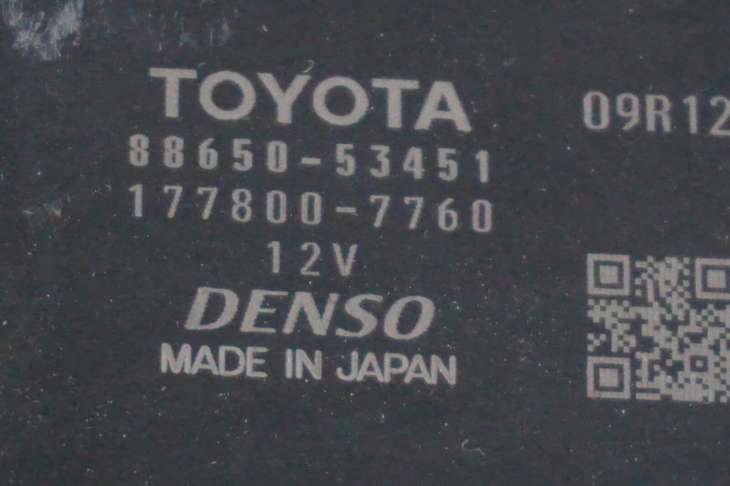 TOYOTA
09R12
88650-53451
177800-7760
12V
DENSO
MADE IN JAPAN